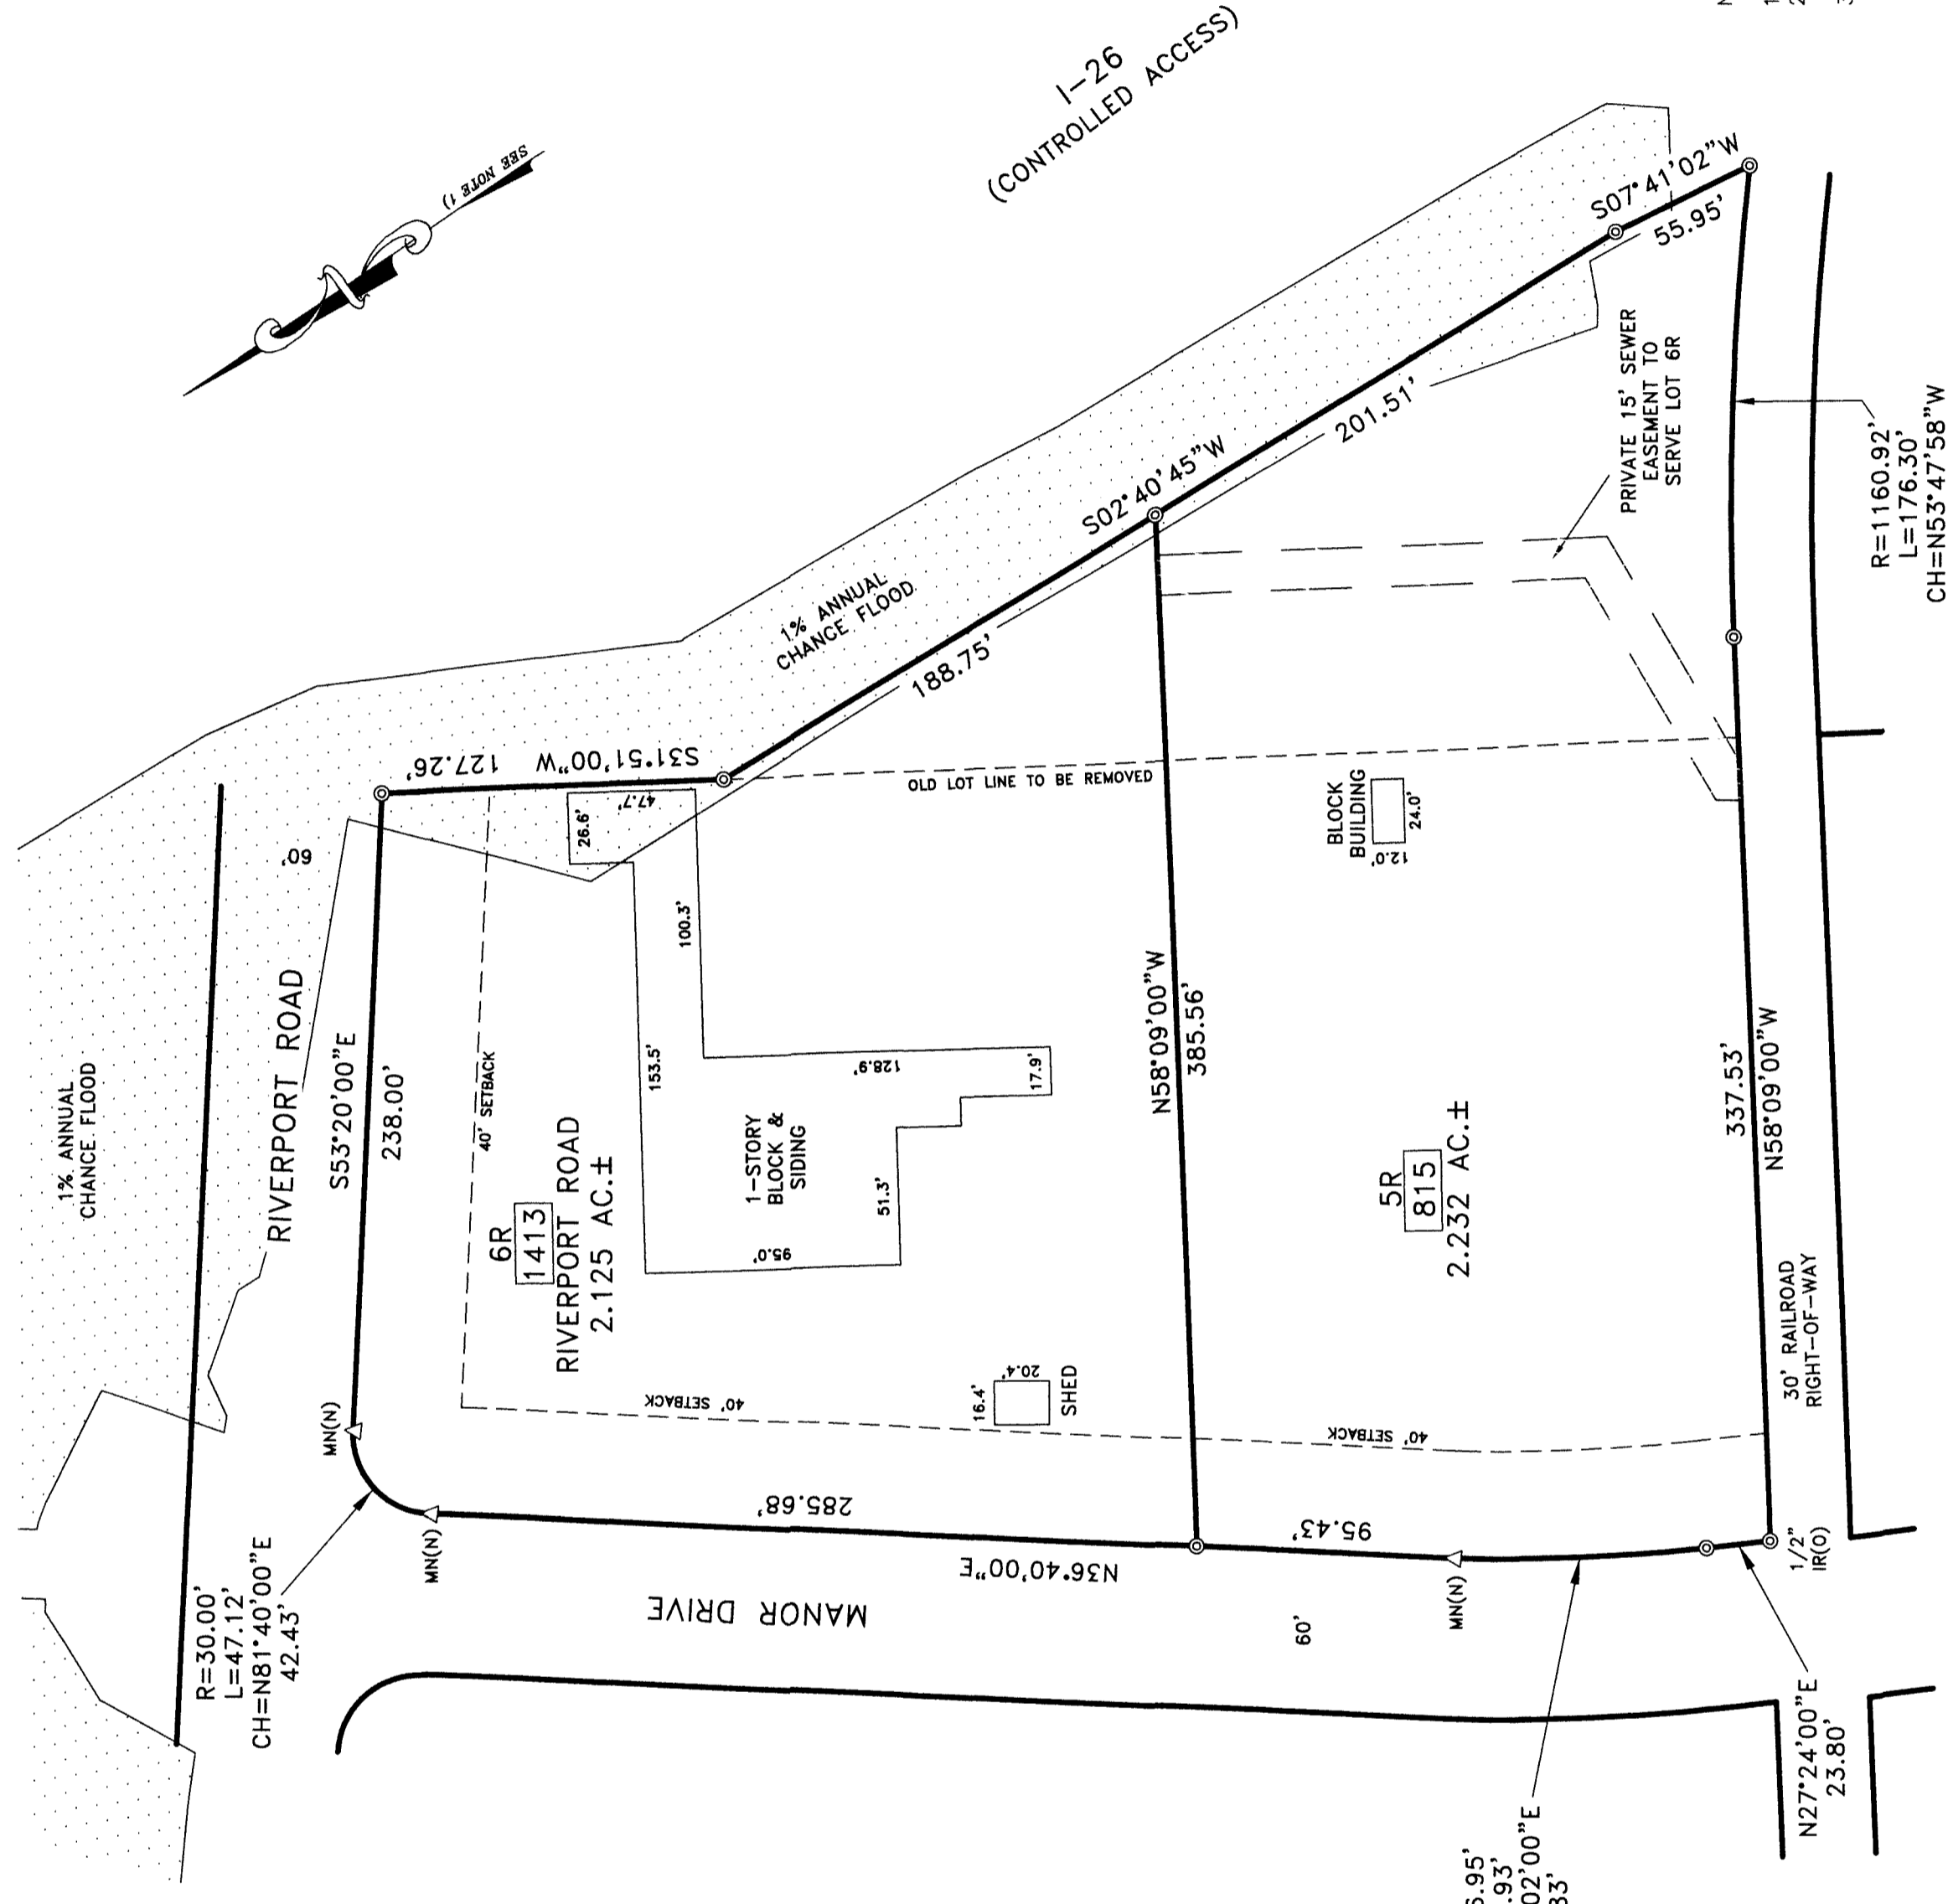 I-26
(CONTROLLED ACCESS)
(SEE NOTE 1)
N
1% ANNUAL
CHANCE FLOOD
RIVERPORT ROAD
60'
S53°20'00"E
238.00'
S31°51'00"W 127.26'
1% ANNUAL
CHANCE FLOOD
188.75'
S02°40'45"W
201.51'
S07°41'02"W
55.95'
PRIVATE 15' SEWER
EASEMENT TO
SERVE LOT 6R
R=1160.92'
L=176.30'
CH=N53°47'58"W
OLD LOT LINE TO BE REMOVED
40' SETBACK
6R
1413
RIVERPORT ROAD
2.125 AC.±
1-STORY
BLOCK &
SIDING
26.6'
47.7'
100.3'
153.5'
128.9'
17.9'
51.3'
95.0'
BLOCK
BUILDING
24.0'
12.0'
N58°09'00"W
385.56'
5R
815
2.232 AC.±
337.53'
N58°09'00"W
30' RAILROAD
RIGHT-OF-WAY
16.4'
20.4'
SHED
40' SETBACK
40' SETBACK
MN(N)
MN(N)
R=30.00'
L=47.12'
CH=N81°40'00"E
42.43'
285.68'
N36°40'00"E
95.43'
MANOR DRIVE
60'
MN(N)
1/2"
IR(O)
N27°24'00"E
23.80'
6.95'
.93'
02'00"E
33'